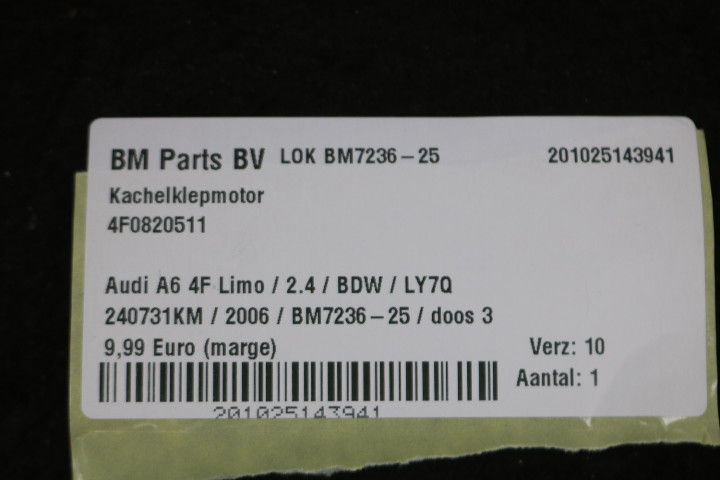 BM Parts BV LOK BM7236-25 201025143941
Kachelklepmotor
4F0820511
Audi A6 4F Limo / 2.4 / BDW / LY7Q
240731KM / 2006 / BM7236-25 / doos 3
9,99 Euro (marge) Verz: 10
Aantal: 1
201025143941